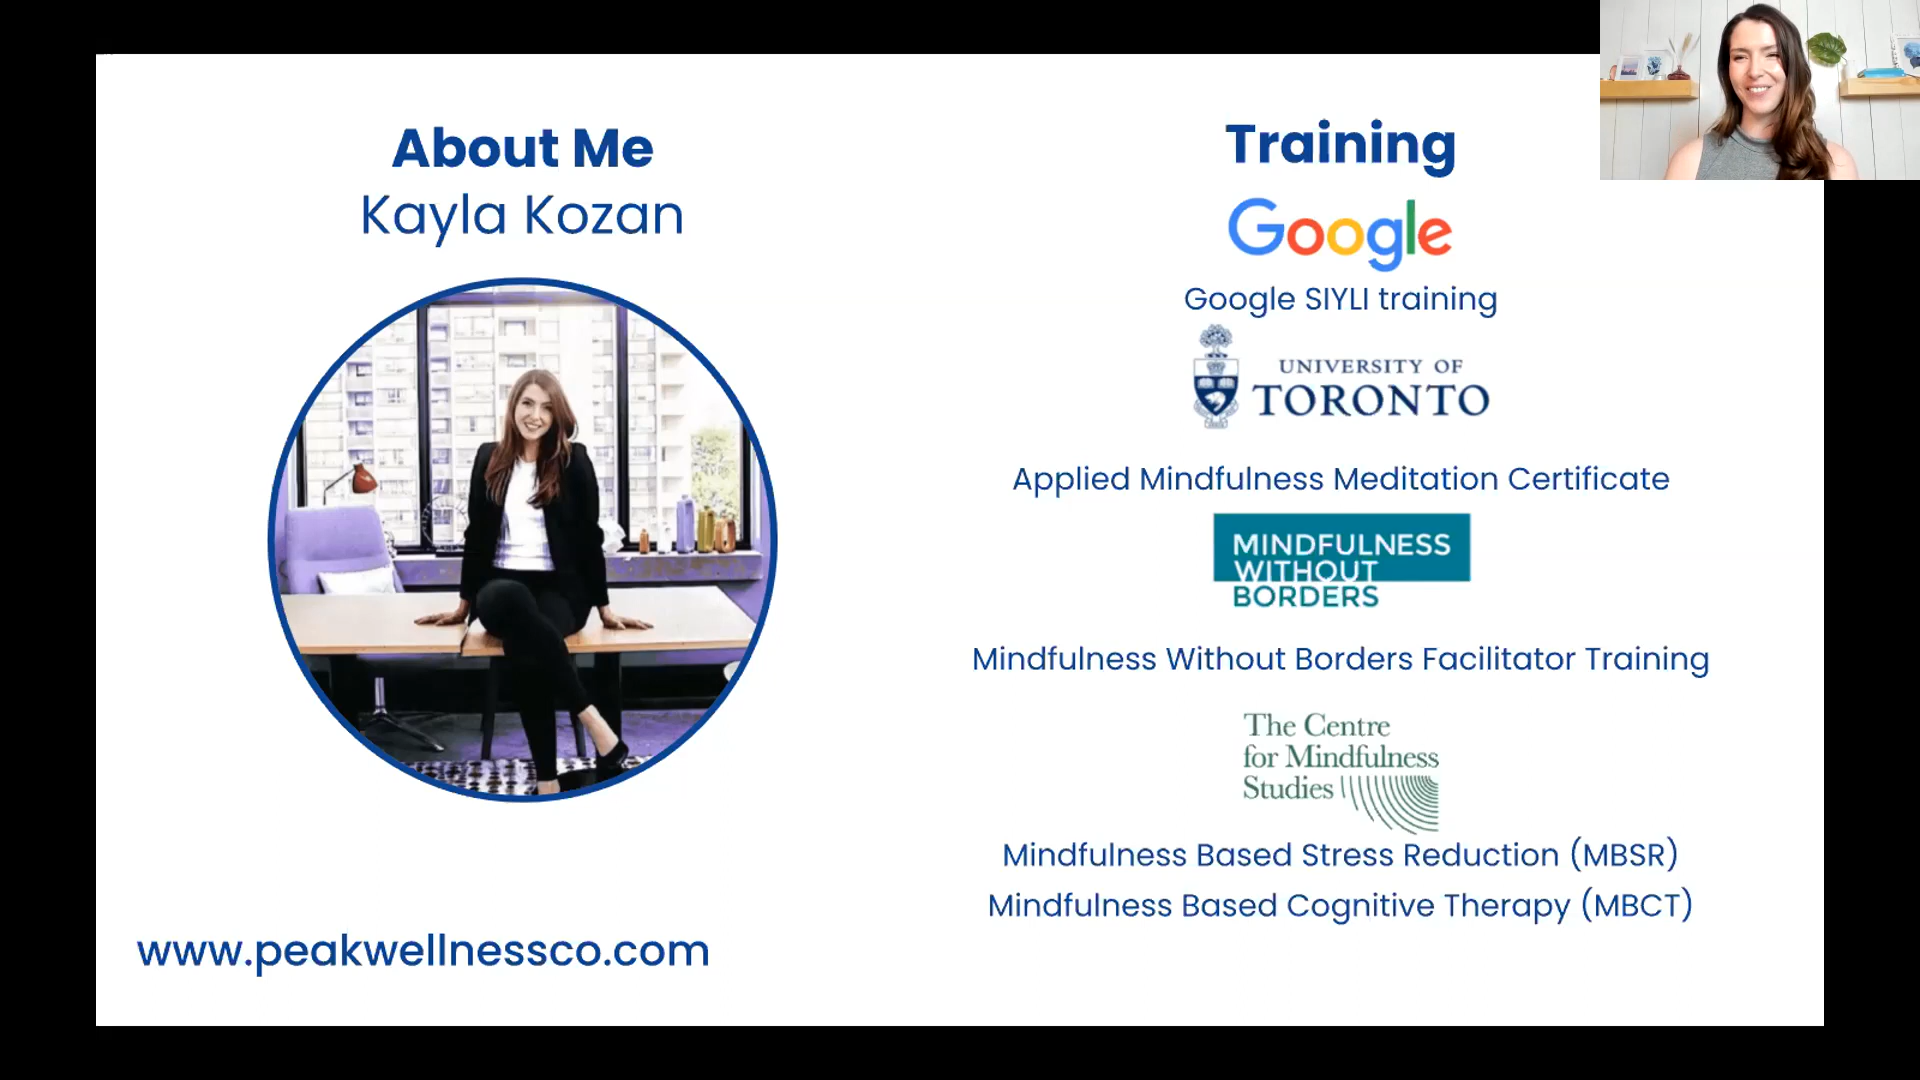 About Me
Kayla Kozan
www.peakwellnessco.com
Training
Google
Google SIYLI training
UNIVERSITY OF
TORONTO
Applied Mindfulness Meditation Certificate
MINDFULNESS
WITHOUT
BORDERS
Mindfulness Without Borders Facilitator Training
The Centre
for Mindfulness
Studies
Mindfulness Based Stress Reduction (MBSR)
Mindfulness Based Cognitive Therapy (MBCT)